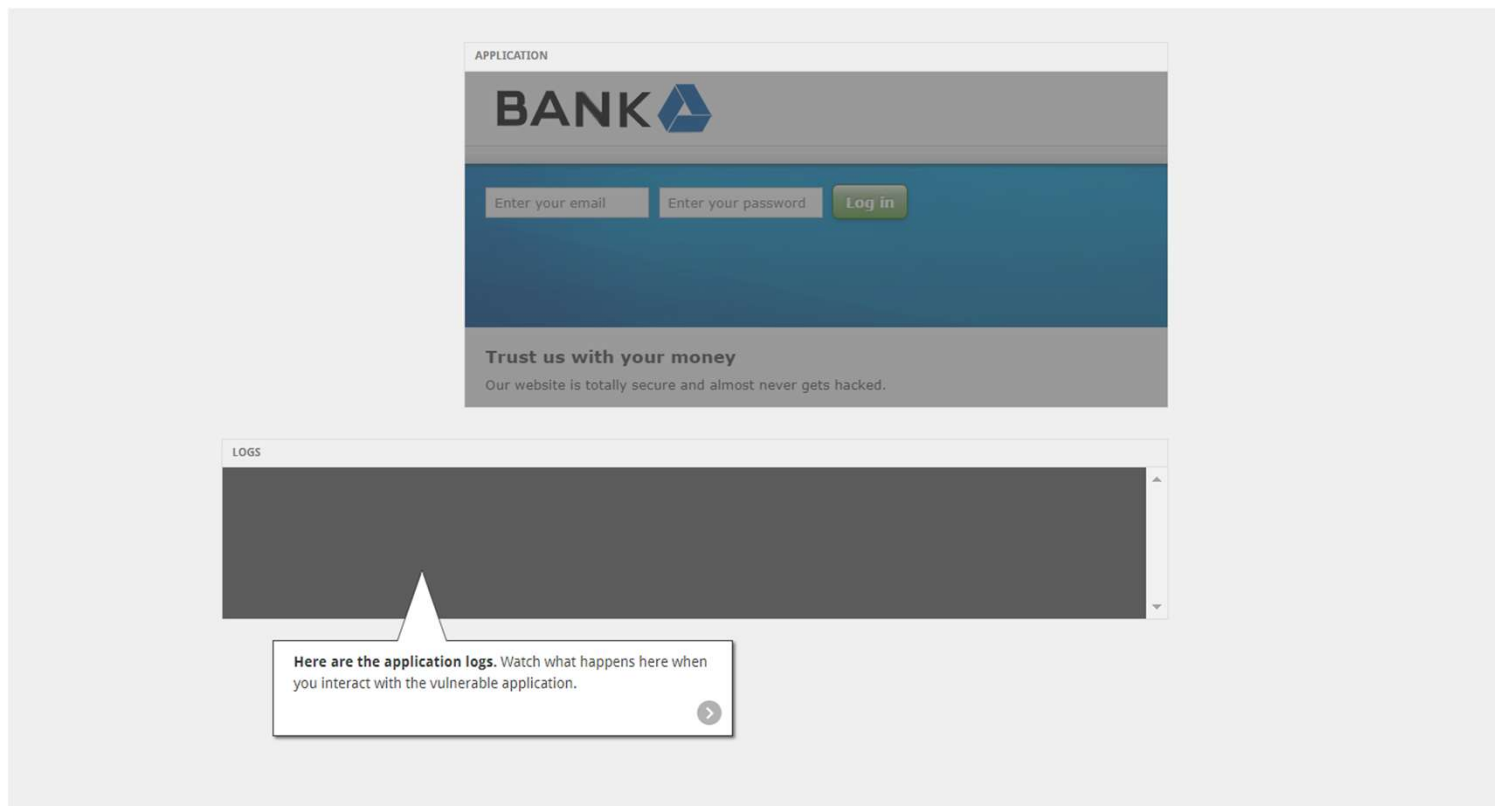 APPLICATION
BANK
Enter your email
Enter your password
Log in
Trust us with your money
Our website is totally secure and almost never gets hacked.
LOGS
Here are the application logs. Watch what happens here when
you interact with the vulnerable application.